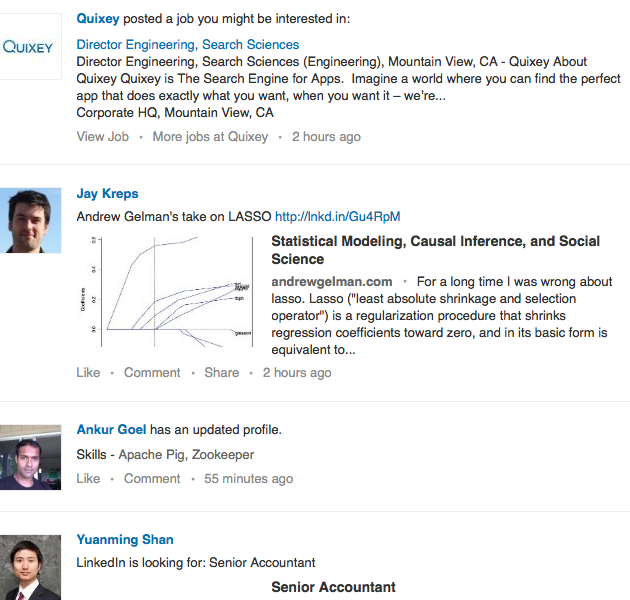 Quixey posted a job you might be interested in:
QUIXEY
Director Engineering, Search Sciences
Director Engineering, Search Sciences (Engineering), Mountain View, CA - Quixey About
Quixey Quixey is The Search Engine for Apps. Imagine a world where you can find the perfect
app that does exactly what you want, when you want it – we're...
Corporate HQ, Mountain View, CA
View Job • More jobs at Quixey • 2 hours ago
Jay Kreps
Andrew Gelman's take on LASSO http://lnkd.in/Gu4RpM
Coefficients
0.4
0.2
0.0
Statistical Modeling, Causal Inference, and Social
Science
andrewgelman.com • For a long time I was wrong about
lasso. Lasso ("least absolute shrinkage and selection
operator") is a regularization procedure that shrinks
regression coefficients toward zero, and in its basic form is
equivalent to...
Like • Comment • Share • 2 hours ago
Ankur Goel has an updated profile.
Skills - Apache Pig, Zookeeper
Like • Comment • 55 minutes ago
Yuanming Shan
LinkedIn is looking for: Senior Accountant
Senior Accountant